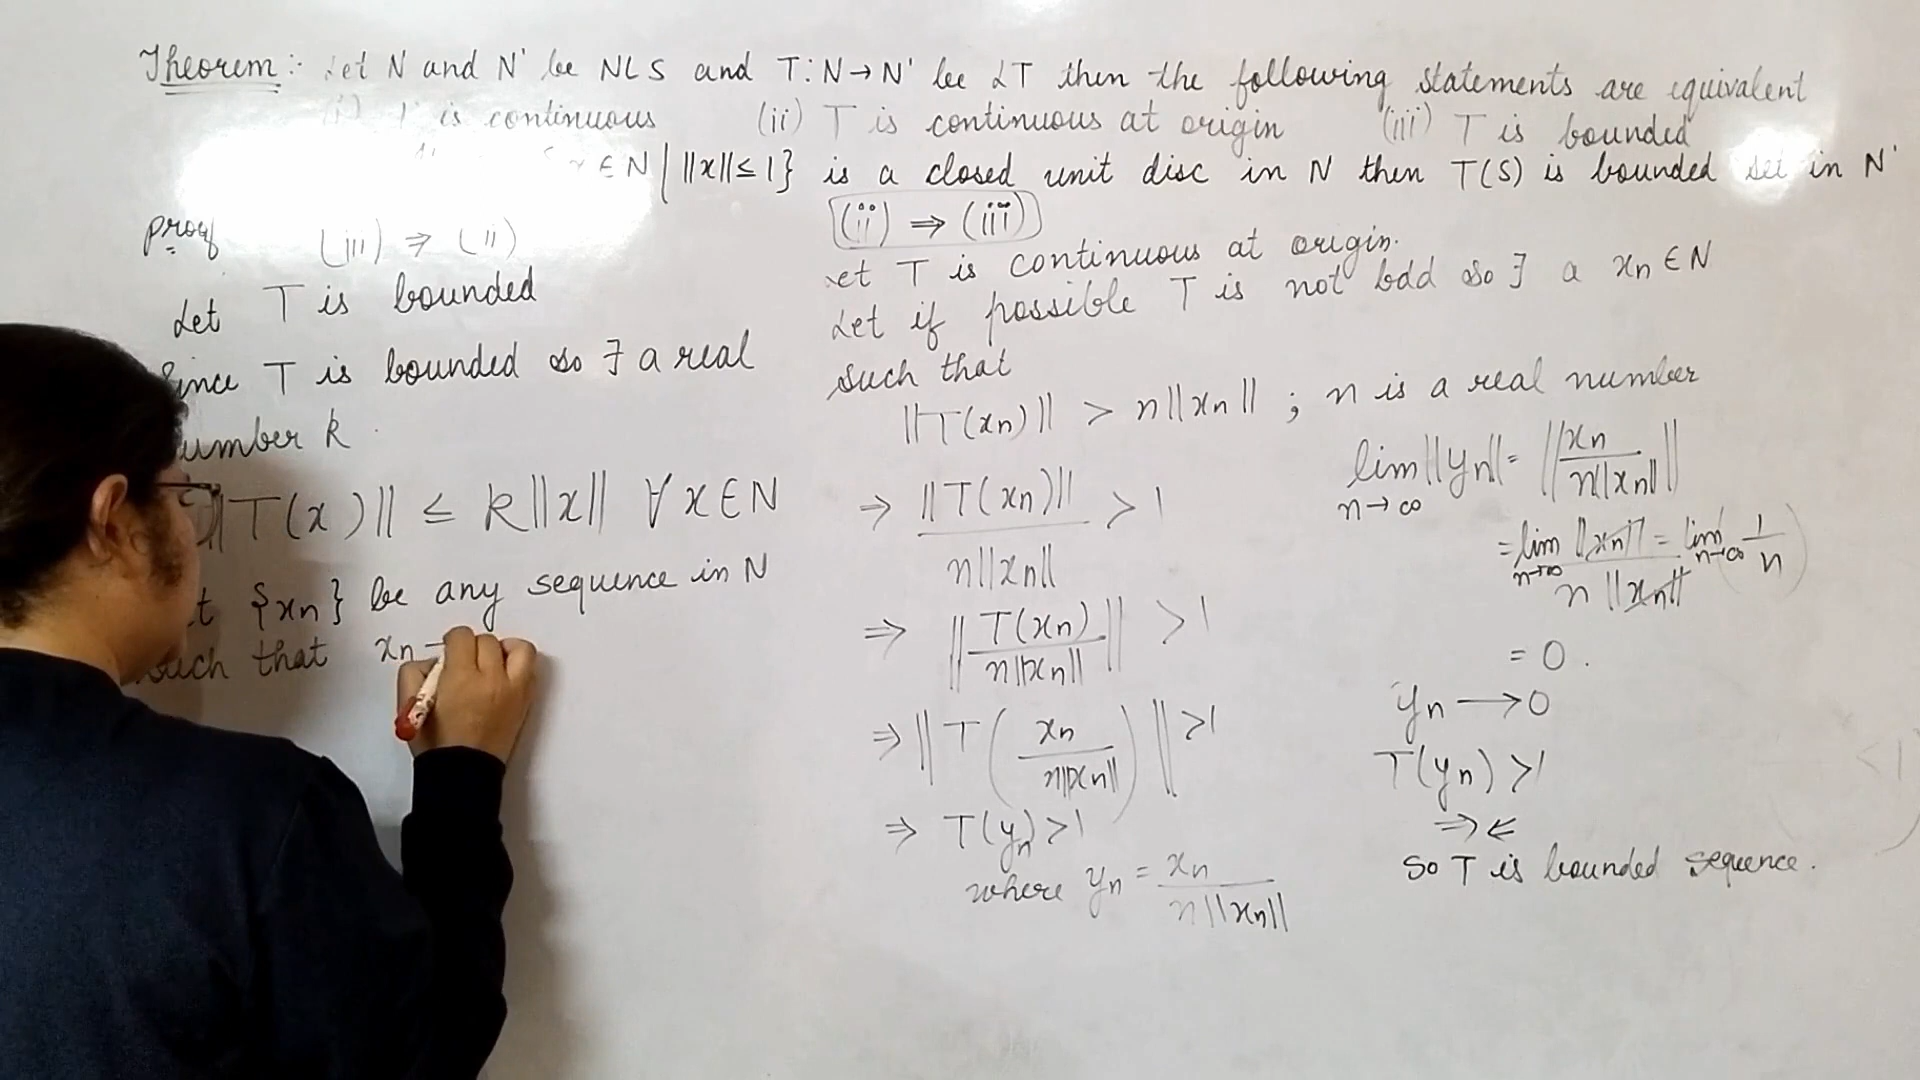 Theorem:- Let N and N' be NLS and T:N→N' be LT then the following statements are equivalent
(i) T is continuous (ii) T is continuous at origin (iii) T is bounded
x ∈ N | ||x|| ≤ 1} is a closed unit disc in N then T(S) is bounded set in N'
Proof (iii) ⇒ (ii)
Let T is bounded
Since T is bounded so ∃ a real
number k
||T(x)|| ≤ k||x|| ∀ x ∈ N
{xn} be any sequence in N
such that xn -
(ii) ⇒ (iii)
Let T is continuous at origin.
Let if possible T is not bdd so ∃ a xn ∈ N
such that
||T(xn)|| > n||xn|| ; n is a real number
⇒ ||T(xn)|| / n||xn|| > 1
⇒ || T(xn) / n||xn|| || > 1
⇒ || T ( xn / n||xn|| ) || > 1
⇒ T(yn) > 1
where yn = xn / n||xn||
lim n→∞ ||yn|| = || xn / n||xn|| ||
= lim n→∞ ||xn|| / n ||xn|| = lim n→∞ 1/n
= 0.
yn → 0
T(yn) > 1
⇒⇐
So T is bounded sequence.